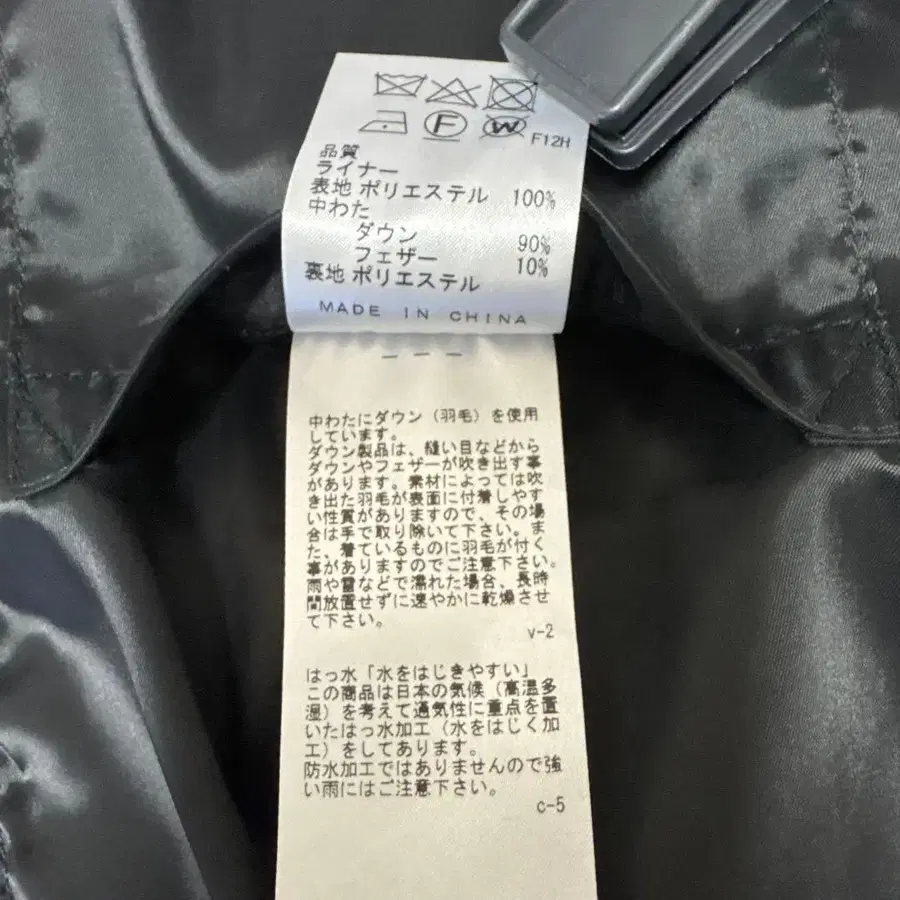 F W F12H
品質
ライナー
表地 ポリエステル 100%
中わた
ダウン 90%
フェザー 10%
裏地 ポリエステル
MADE IN CHINA
中わたにダウン（羽毛）を使用
しています。
ダウン製品は、縫い目などから
ダウンやフェザーが吹き出す事
があります。素材によっては吹
き出た羽毛が表面に付着しやす
い性質がありますので、その場
合は手で取り除いて下さい。ま
た、着ているものに羽毛が付く
事がありますのでご注意下さい。
雨や雪などで濡れた場合、長時
間放置せずに速やかに乾燥させ
て下さい。
v-2
はっ水「水をはじきやすい」
この商品は日本の気候（高温多
湿）を考えて通気性に重点を置
いたはっ水加工（水をはじく加
工）をしてあります。
防水加工ではありませんので強
い雨にはご注意下さい。
c-5